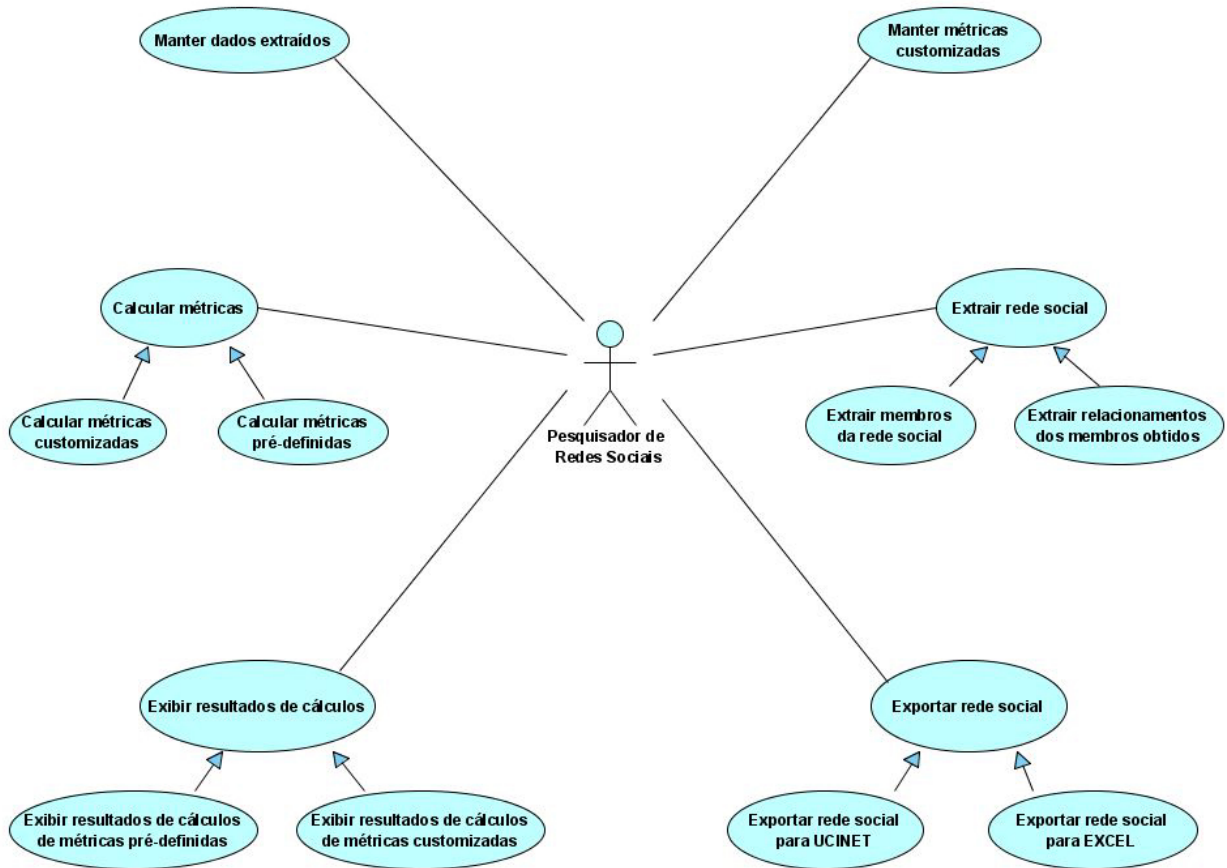 Manter dados extraídos
Manter métricas
customizadas
Calcular métricas
Extrair rede social
Calcular métricas
customizadas
Calcular métricas
pré-definidas
Extrair membros
da rede social
Extrair relacionamentos
dos membros obtidos
Pesquisador de
Redes Sociais
Exibir resultados de cálculos
Exportar rede social
Exibir resultados de cálculos
de métricas pré-definidas
Exibir resultados de cálculos
de métricas customizadas
Exportar rede social
para UCINET
Exportar rede social
para EXCEL